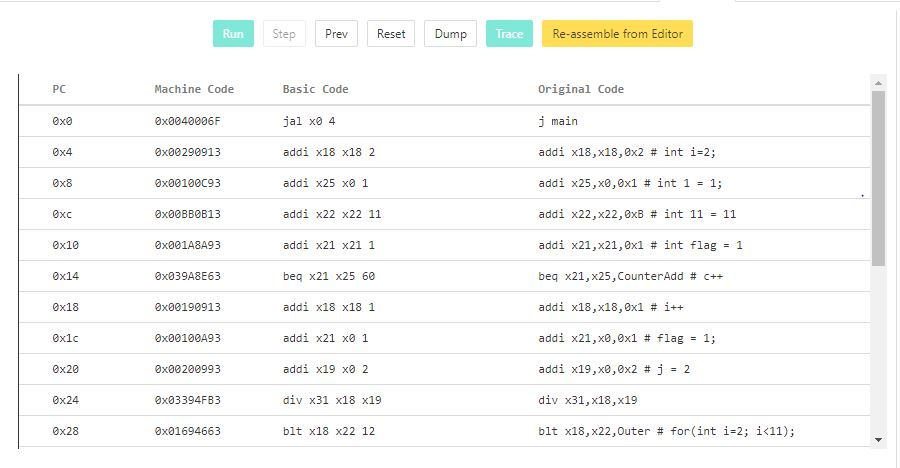 Run Step Prev Reset Dump Trace Re-assemble from Editor
PC Machine Code Basic Code Original Code
0x0 0x0040006F jal x0 4 j main
0x4 0x00290913 addi x18 x18 2 addi x18,x18,0x2 # int i=2;
0x8 0x00100C93 addi x25 x0 1 addi x25,x0,0x1 # int 1 = 1;
0xc 0x00BB0B13 addi x22 x22 11 addi x22,x22,0xB # int 11 = 11
0x10 0x001A8A93 addi x21 x21 1 addi x21,x21,0x1 # int flag = 1
0x14 0x039A8E63 beq x21 x25 60 beq x21,x25,CounterAdd # c++
0x18 0x00190913 addi x18 x18 1 addi x18,x18,0x1 # i++
0x1c 0x00100A93 addi x21 x0 1 addi x21,x0,0x1 # flag = 1;
0x20 0x00200993 addi x19 x0 2 addi x19,x0,0x2 # j = 2
0x24 0x03394FB3 div x31 x18 x19 div x31,x18,x19
0x28 0x01694663 blt x18 x22 12 blt x18,x22,Outer # for(int i=2; i<11);